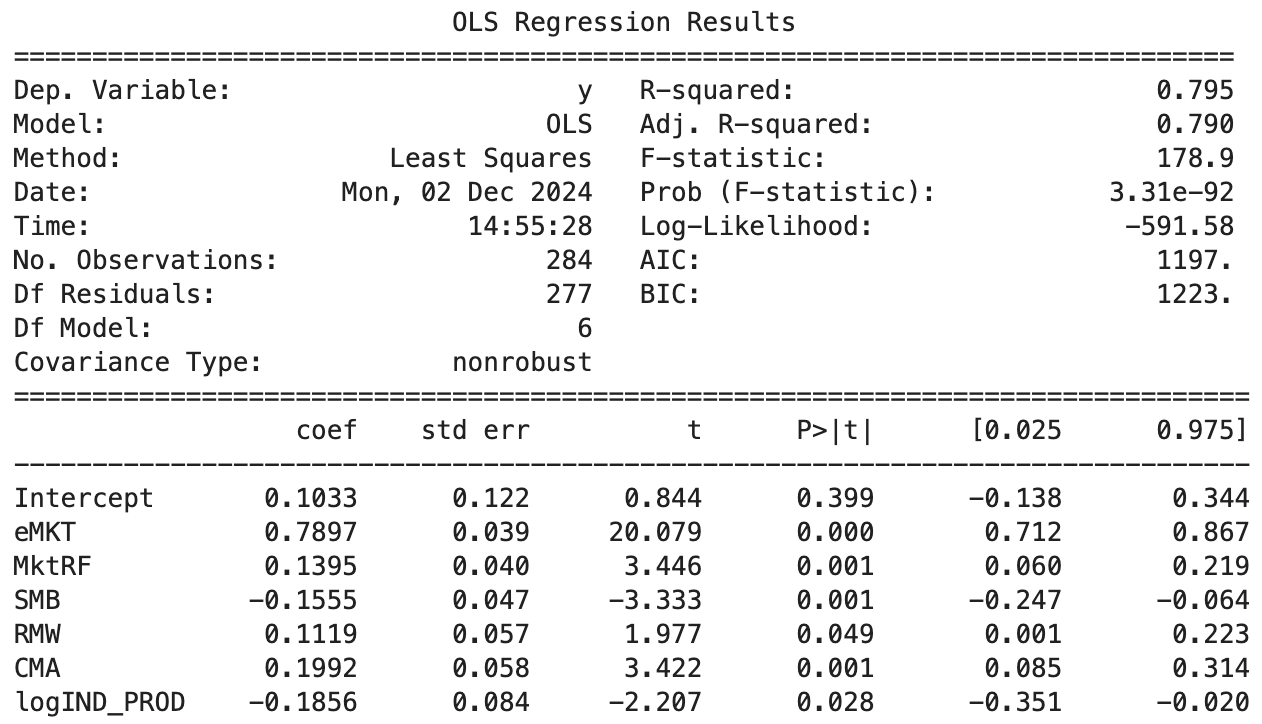 OLS Regression Results
==============================================================================
Dep. Variable: y R-squared: 0.795
Model: OLS Adj. R-squared: 0.790
Method: Least Squares F-statistic: 178.9
Date: Mon, 02 Dec 2024 Prob (F-statistic): 3.31e-92
Time: 14:55:28 Log-Likelihood: -591.58
No. Observations: 284 AIC: 1197.
Df Residuals: 277 BIC: 1223.
Df Model: 6
Covariance Type: nonrobust
===============================================================================
coef std err t P>|t| [0.025 0.975]
-------------------------------------------------------------------------------
Intercept 0.1033 0.122 0.844 0.399 -0.138 0.344
eMKT 0.7897 0.039 20.079 0.000 0.712 0.867
MktRF 0.1395 0.040 3.446 0.001 0.060 0.219
SMB -0.1555 0.047 -3.333 0.001 -0.247 -0.064
RMW 0.1119 0.057 1.977 0.049 0.001 0.223
CMA 0.1992 0.058 3.422 0.001 0.085 0.314
logIND_PROD -0.1856 0.084 -2.207 0.028 -0.351 -0.020